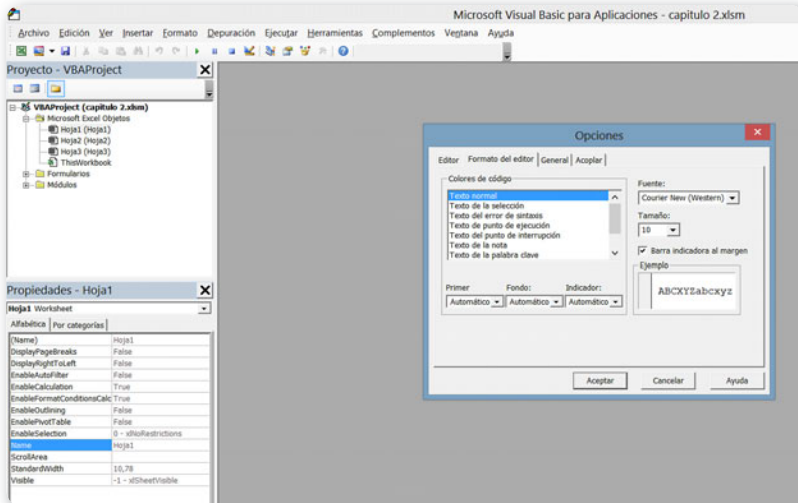 Microsoft Visual Basic para Aplicaciones - capitulo 2.xlsm
Archivo Edición Ver Insertar Formato Depuración Ejecutar Herramientas Complementos Ventana Ayuda
Proyecto - VBAProject
VBAProject (capitulo 2.xlsm)
Microsoft Excel Objetos
Hoja1 (Hoja1)
Hoja2 (Hoja2)
Hoja3 (Hoja3)
ThisWorkbook
Formularios
Módulos
Propiedades - Hoja1
Hoja1 Worksheet
Alfabética Por categorías
(Name) Hoja1
DisplayPageBreaks False
DisplayRightToLeft False
EnableAutoFilter False
EnableCalculation True
EnableFormatConditionsCalc True
EnableOutlining False
EnablePivotTable False
EnableSelection 0 - xlNoRestrictions
Name Hoja1
ScrollArea
StandardWidth 10,78
Visible -1 - xlSheetVisible
Opciones
Editor Formato del editor General Acoplar
Colores de código
Texto normal
Texto de la selección
Texto del error de sintaxis
Texto de punto de ejecución
Texto del punto de interrupción
Texto de la nota
Texto de la palabra clave
Primer Fondo: Indicador:
Automático Automático Automático
Fuente:
Courier New (Western)
Tamaño:
10
Barra indicadora al margen
Ejemplo
ABCXYZabcxyz
Aceptar Cancelar Ayuda